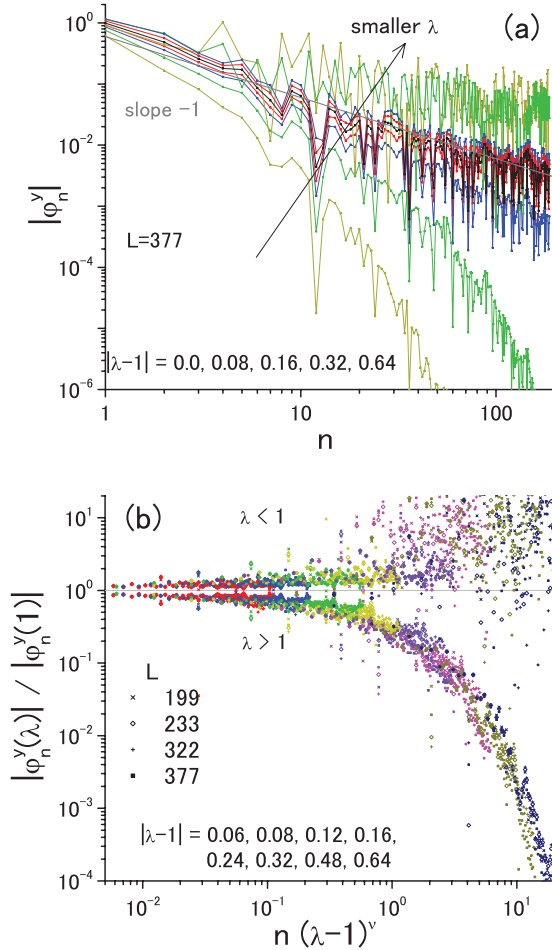 (a)
smaller λ
10⁰
slope −1
10⁻²
|φₙʸ|
L=377
10⁻⁴
|λ−1| = 0.0, 0.08, 0.16, 0.32, 0.64
10⁻⁶
1 10 100
n
(b)
10¹
λ < 1
10⁰
λ > 1
10⁻¹
|φₙʸ(λ)| / |φₙʸ(1)|
L
× 199
◇ 233
10⁻²
+ 322
■ 377
10⁻³
|λ−1| = 0.06, 0.08, 0.12, 0.16,
0.24, 0.32, 0.48, 0.64
10⁻⁴
10⁻² 10⁻¹ 10⁰ 10¹
n (λ−1)ᵛ